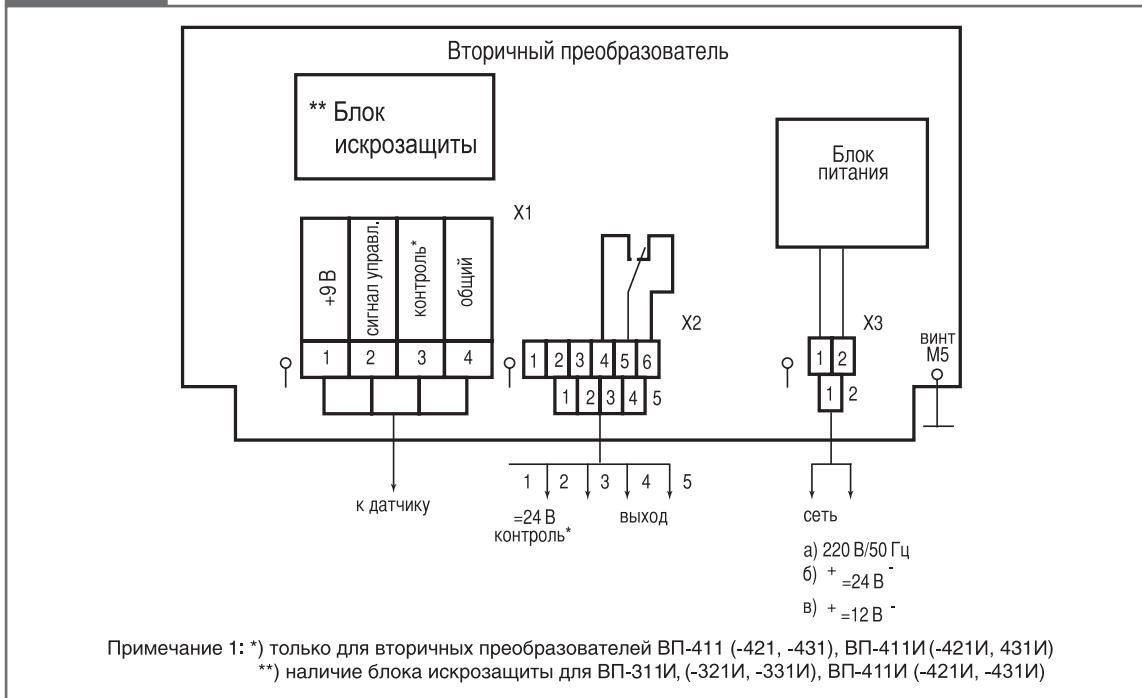 Вторичный преобразователь
** Блок
искрозащиты
Блок
питания
X1
+9 В
сигнал управл.
контроль*
общий
X2
X3
винт
М5
1 2 3 4
1 2 3 4 5 6
1 2
1 2 3 4 5
1 2
1 2 3 4 5
к датчику
=24 В
контроль*
выход
сеть
а) 220 В/50 Гц
б) + =24 В -
в) + =12 В -
Примечание 1: *) только для вторичных преобразователей ВП-411 (-421, -431), ВП-411И (-421И, 431И)
**) наличие блока искрозащиты для ВП-311И, (-321И, -331И), ВП-411И (-421И, -431И)